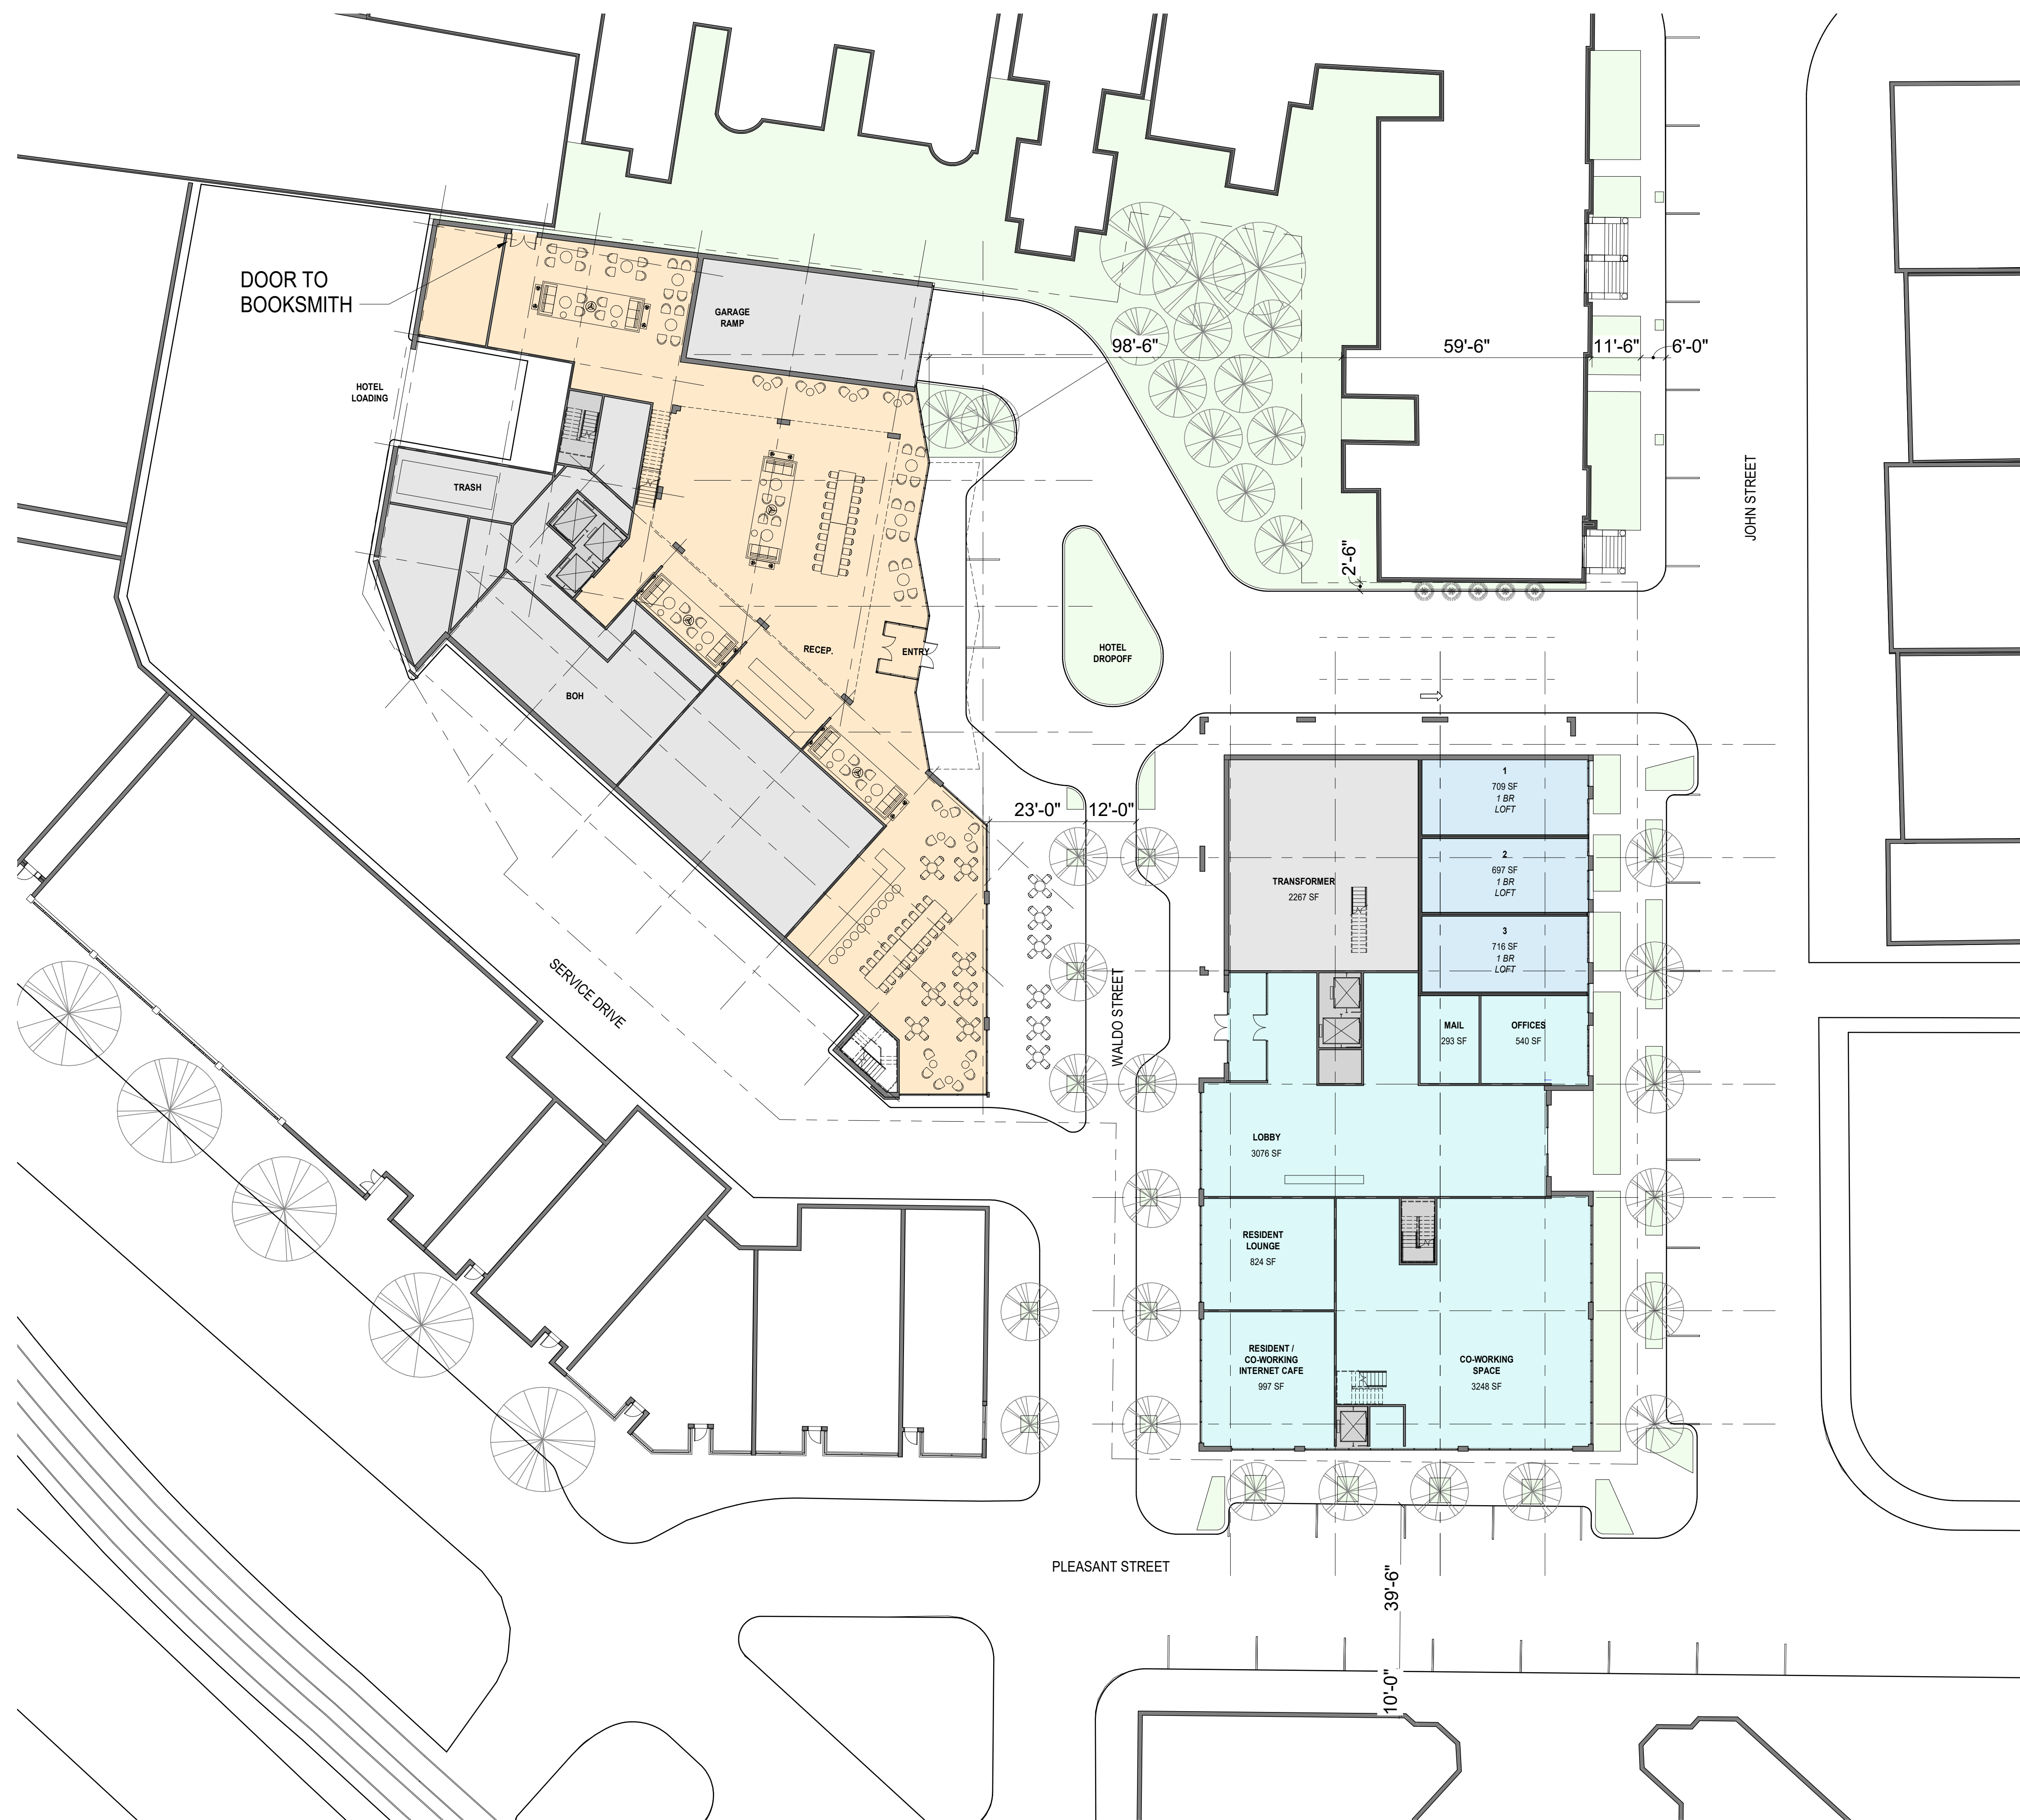 DOOR TO
BOOKSMITH
GARAGE
RAMP
98'-6"
59'-6"
11'-6"
6'-0"
HOTEL
LOADING
TRASH
JOHN STREET
2'-6"
RECEP.
ENTRY
HOTEL
DROPOFF
BOH
1
709 SF
1 BR
LOFT
23'-0"
12'-0"
2
697 SF
1 BR
LOFT
TRANSFORMER
2267 SF
3
716 SF
1 BR
LOFT
SERVICE DRIVE
WALDO STREET
MAIL
293 SF
OFFICES
540 SF
LOBBY
3076 SF
RESIDENT
LOUNGE
824 SF
RESIDENT /
CO-WORKING
INTERNET CAFE
997 SF
CO-WORKING
SPACE
3248 SF
PLEASANT STREET
39'-6"
10'-0"